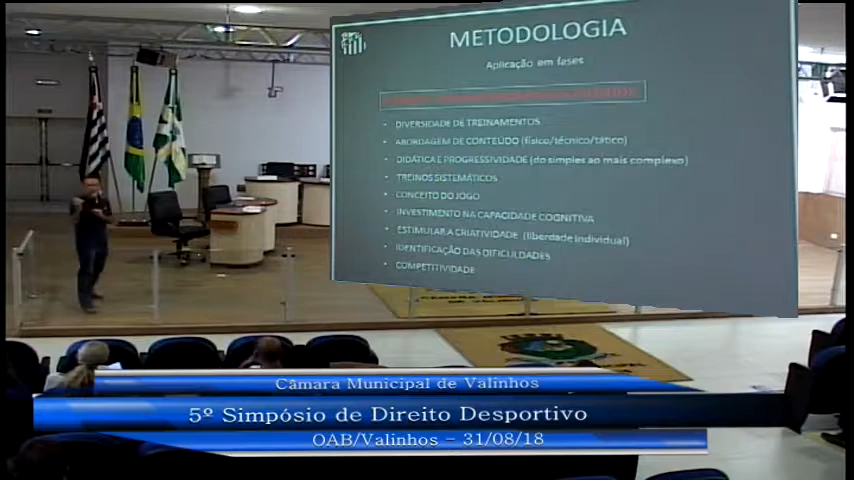 METODOLOGIA
Aplicação em fases
DIVERSIDADE DE TREINAMENTOS
ABORDAGEM DE CONTEÚDO (físico/técnico/tático)
DIDÁTICA E PROGRESSIVIDADE (do simples ao mais complexo)
TREINOS SISTEMÁTICOS
CONCEITO DO JOGO
INVESTIMENTO NA CAPACIDADE COGNITIVA
ESTIMULAR A CRIATIVIDADE (liberdade individual)
IDENTIFICAÇÃO DAS DIFICULDADES
COMPETITIVIDADE
Câmara Municipal de Valinhos
5º Simpósio de Direito Desportivo
OAB/Valinhos - 31/08/18